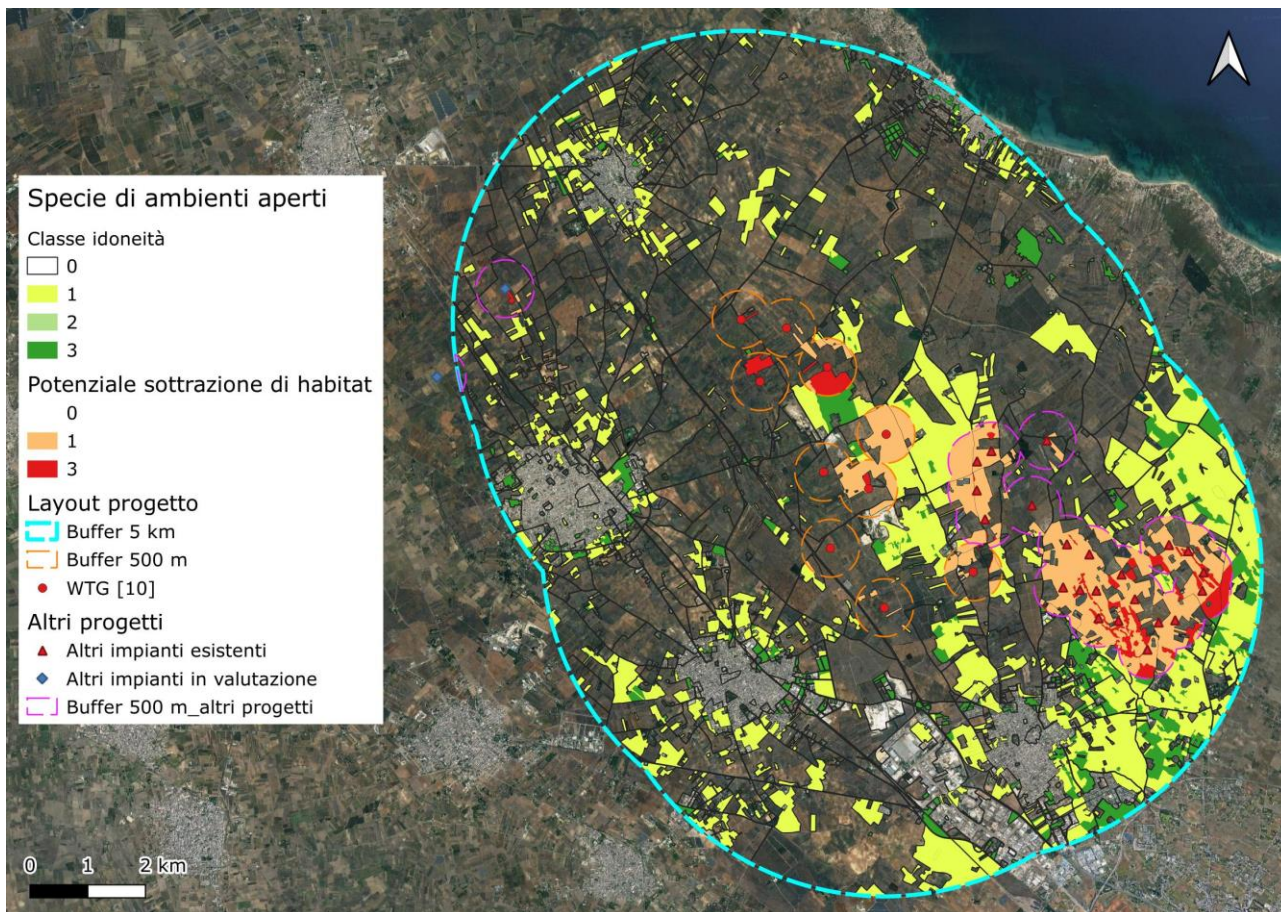 Specie di ambienti aperti
Classe idoneità
0
1
2
3
Potenziale sottrazione di habitat
0
1
3
Layout progetto
Buffer 5 km
Buffer 500 m
WTG [10]
Altri progetti
Altri impianti esistenti
Altri impianti in valutazione
Buffer 500 m_altri progetti
0 1 2 km